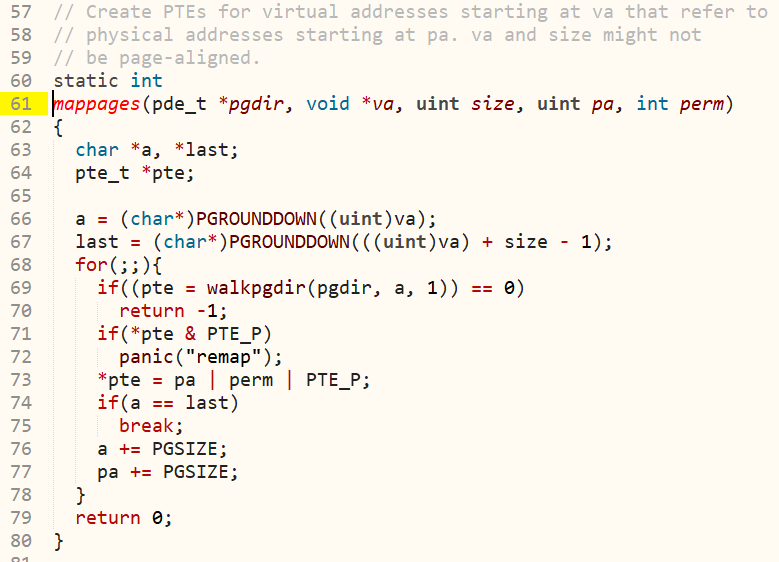 57 // Create PTEs for virtual addresses starting at va that refer to
58 // physical addresses starting at pa. va and size might not
59 // be page-aligned.
60 static int
61 mappages(pde_t *pgdir, void *va, uint size, uint pa, int perm)
62 {
63   char *a, *last;
64   pte_t *pte;
65
66   a = (char*)PGROUNDDOWN((uint)va);
67   last = (char*)PGROUNDDOWN(((uint)va) + size - 1);
68   for(;;){
69     if((pte = walkpgdir(pgdir, a, 1)) == 0)
70       return -1;
71     if(*pte & PTE_P)
72       panic("remap");
73     *pte = pa | perm | PTE_P;
74     if(a == last)
75       break;
76     a += PGSIZE;
77     pa += PGSIZE;
78   }
79   return 0;
80 }